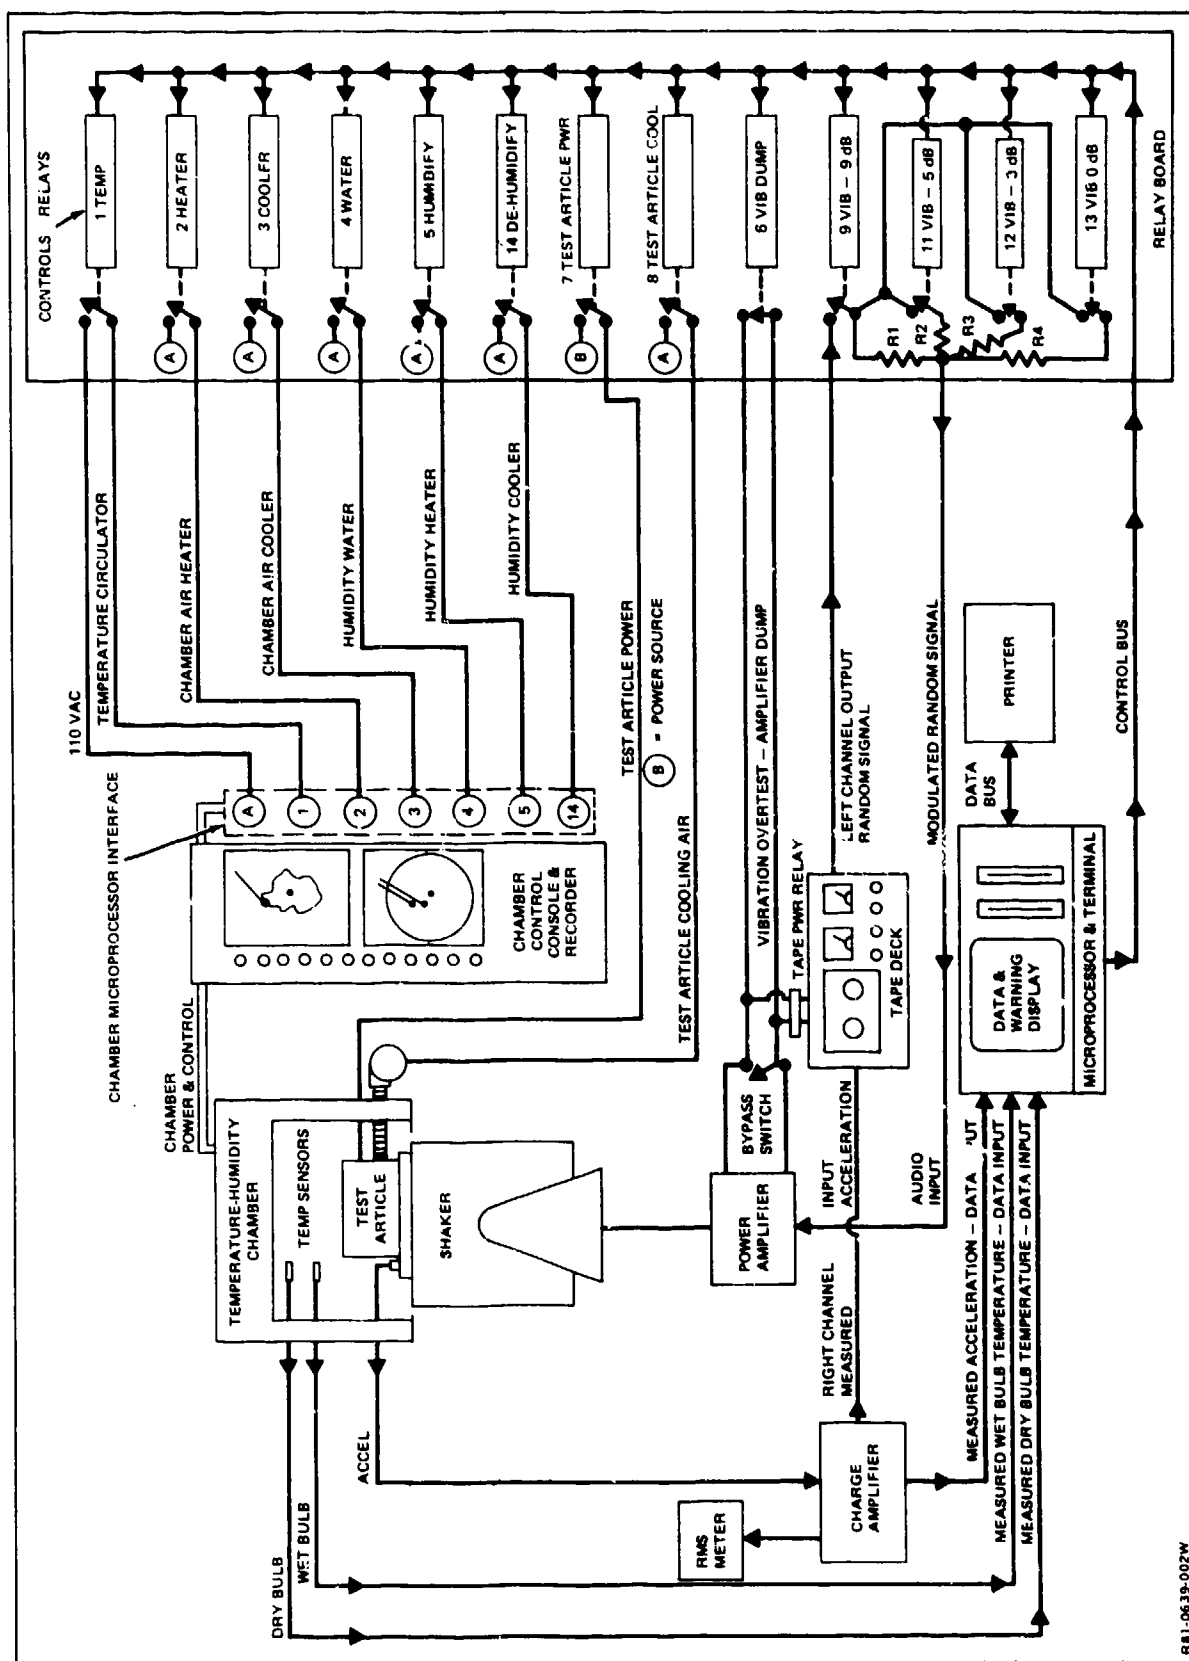 CONTROLS RELAYS
1 TEMP
2 HEATER
3 COOLFR
4 WATER
5 HUMIDIFY
14 DE-HUMIDIFY
7 TEST ARTICLE PWR
8 TEST ARTICLE COOL
6 VIB DUMP
9 VIB – 9 dB
11 VIB – 5 dB
12 VIB – 3 dB
13 VIB 0 dB
RELAY BOARD
A
A
A
A
A
B
A
R1
R2
R3
R4
110 VAC
TEMPERATURE CIRCULATOR
CHAMBER AIR HEATER
CHAMBER AIR COOLER
HUMIDITY WATER
HUMIDITY HEATER
HUMIDITY COOLER
TEST ARTICLE POWER
B = POWER SOURCE
VIBRATION OVERTEST – AMPLIFIER DUMP
LEFT CHANNEL OUTPUT
RANDOM SIGNAL
MODULATED RANDOM SIGNAL
CONTROL BUS
CHAMBER MICROPROCESSOR INTERFACE
A
1
2
3
4
5
14
CHAMBER
CONTROL
CONSOLE &
RECORDER
TEST ARTICLE COOLING AIR
TAPE PWR RELAY
TAPE DECK
DATA
BUS
PRINTER
DATA &
WARNING
DISPLAY
MICROPROCESSOR & TERMINAL
CHAMBER
POWER & CONTROL
TEMPERATURE-HUMIDITY
CHAMBER
TEMP SENSORS
TEST
ARTICLE
SHAKER
BYPASS
SWITCH
POWER
AMPLIFIER
INPUT
ACCELERATION
AUDIO
INPUT
RIGHT CHANNEL
MEASURED
MEASURED ACCELERATION – DATA 'UT
MEASURED WET BULB TEMPERATURE – DATA INPUT
MEASURED DRY BULB TEMPERATURE – DATA INPUT
DRY BULB
WET BULB
ACCEL
RMS
METER
CHARGE
AMPLIFIER
R81-0639-002W